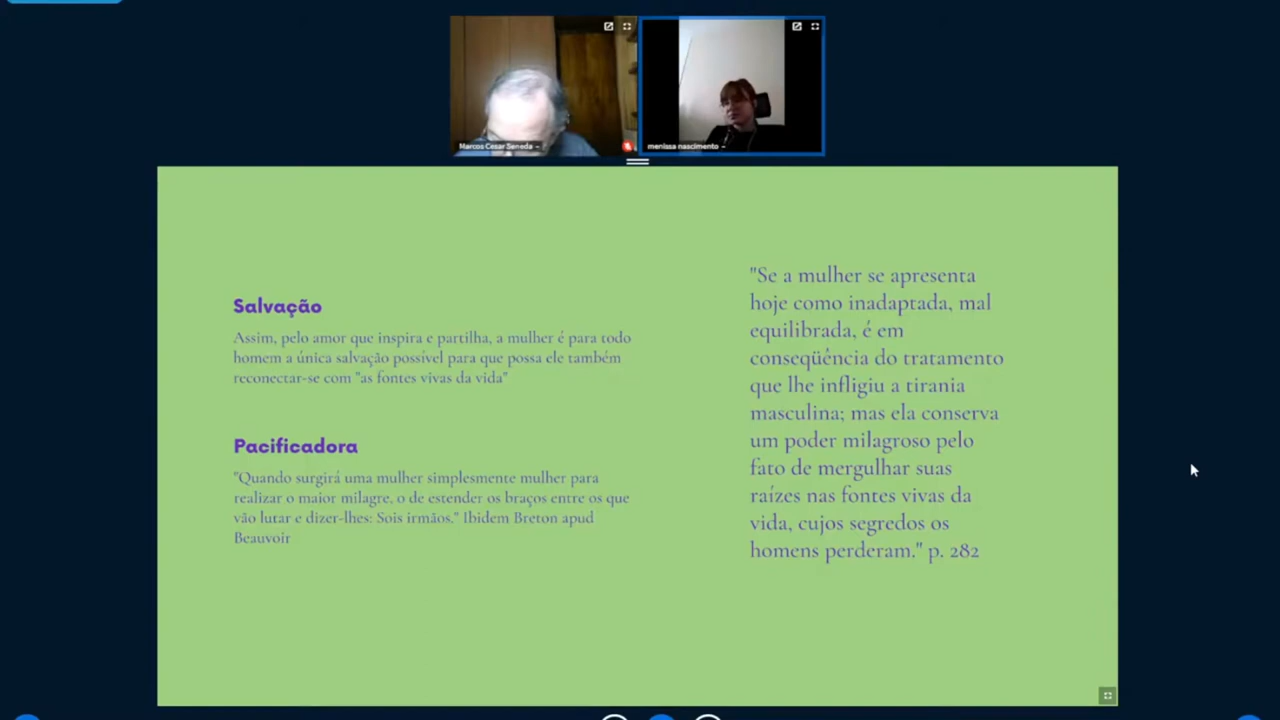 Marcos Cesar Seneda
menissa nascimento
Salvação
Assim, pelo amor que inspira e partilha, a mulher é para todo
homem a única salvação possível para que possa ele também
reconectar-se com "as fontes vivas da vida"
Pacificadora
"Quando surgirá uma mulher simplesmente mulher para
realizar o maior milagre, o de estender os braços entre os que
vão lutar e dizer-lhes: Sois irmãos." Ibidem Breton apud
Beauvoir
"Se a mulher se apresenta
hoje como inadaptada, mal
equilibrada, é em
conseqüência do tratamento
que lhe infligiu a tirania
masculina; mas ela conserva
um poder milagroso pelo
fato de mergulhar suas
raízes nas fontes vivas da
vida, cujos segredos os
homens perderam." p. 282